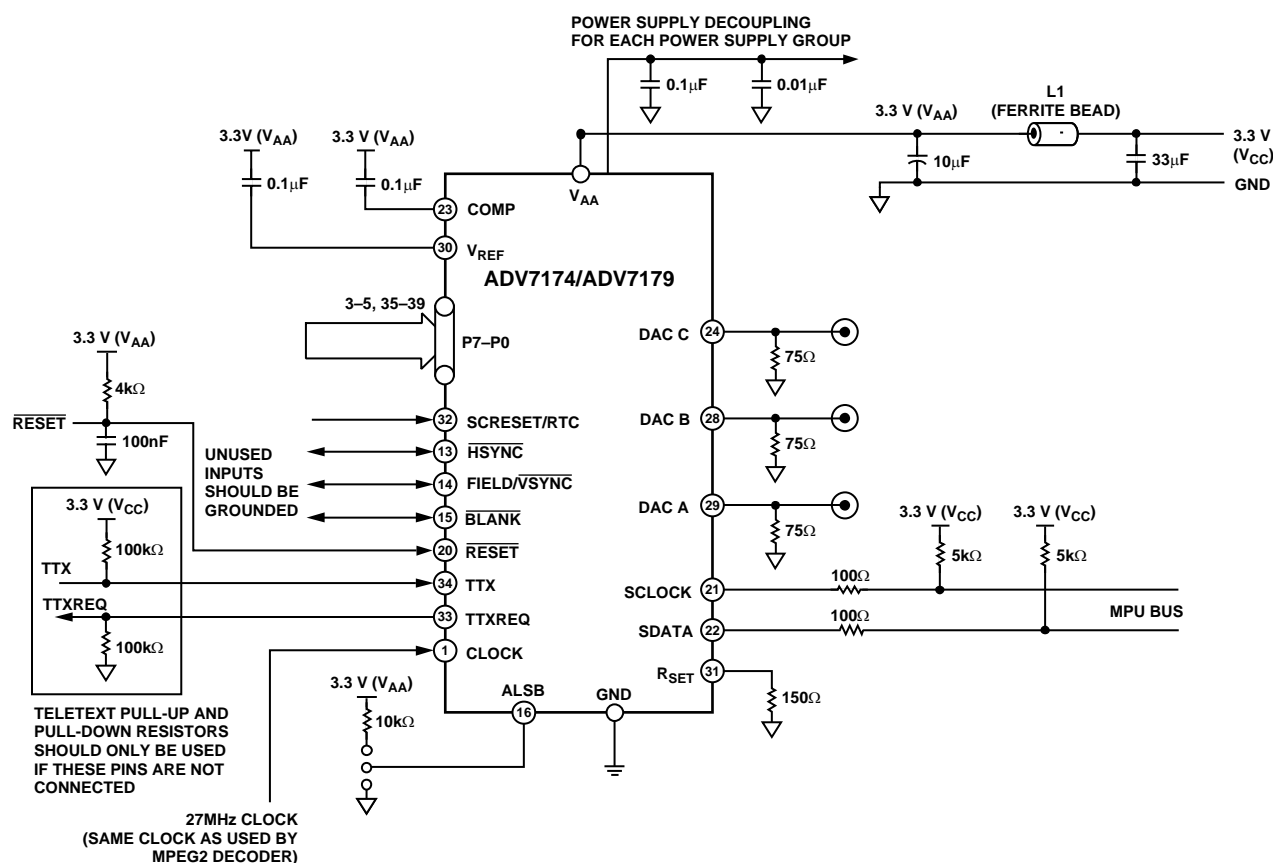 POWER SUPPLY DECOUPLING
FOR EACH POWER SUPPLY GROUP
0.1µF
0.01µF
L1
(FERRITE BEAD)
3.3 V (VAA)
3.3 V
(VCC)
10µF
33µF
GND
3.3V (VAA)
3.3 V (VAA)
0.1µF
0.1µF
VAA
23
COMP
30
VREF
ADV7174/ADV7179
3–5, 35–39
P7–P0
3.3 V (VAA)
4kΩ
RESET
100nF
UNUSED
INPUTS
SHOULD BE
GROUNDED
32
SCRESET/RTC
13
HSYNC
14
FIELD/VSYNC
15
BLANK
20
RESET
34
TTX
33
TTXREQ
1
CLOCK
3.3 V (VCC)
100kΩ
TTX
TTXREQ
100kΩ
TELETEXT PULL-UP AND
PULL-DOWN RESISTORS
SHOULD ONLY BE USED
IF THESE PINS ARE NOT
CONNECTED
27MHz CLOCK
(SAME CLOCK AS USED BY
MPEG2 DECODER)
3.3 V (VAA)
10kΩ
ALSB
16
GND
DAC C
24
75Ω
DAC B
28
75Ω
DAC A
29
75Ω
3.3 V (VCC)
3.3 V (VCC)
5kΩ
5kΩ
SCLOCK
21
100Ω
MPU BUS
SDATA
22
100Ω
RSET
31
150Ω